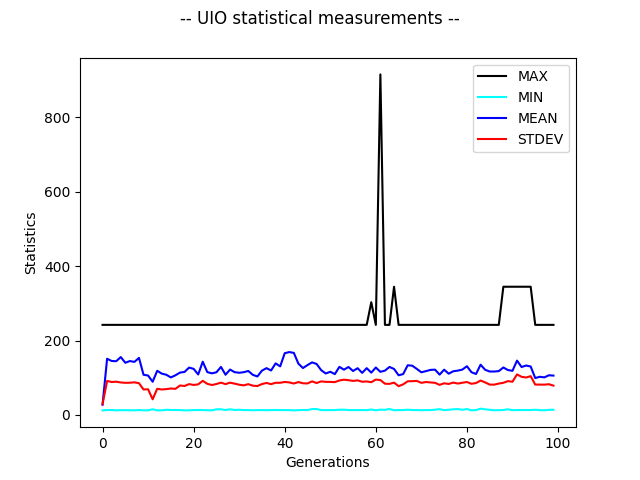 -- UIO statistical measurements --
MAX
MIN
MEAN
STDEV
Statistics
800
600
400
200
0
0 20 40 60 80 100
Generations